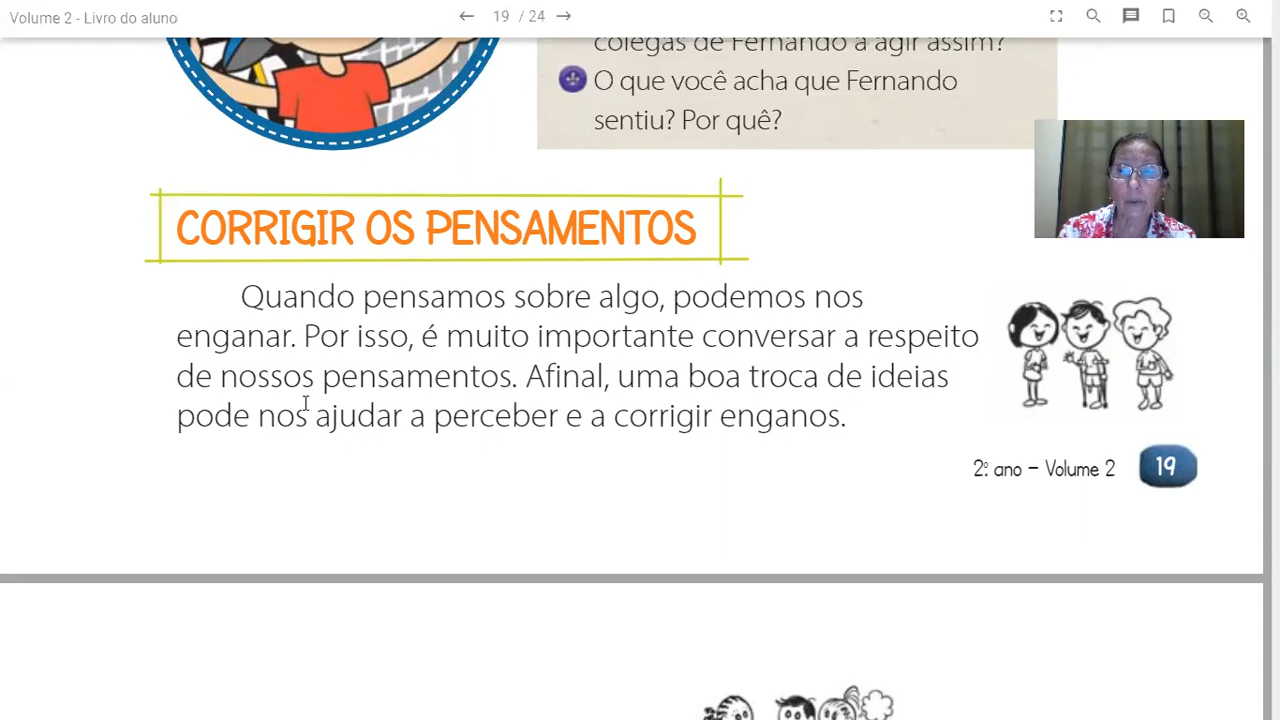 Volume 2 - Livro do aluno
19 / 24
colegas de Fernando a agir assim?
O que você acha que Fernando
sentiu? Por quê?
CORRIGIR OS PENSAMENTOS
Quando pensamos sobre algo, podemos nos
enganar. Por isso, é muito importante conversar a respeito
de nossos pensamentos. Afinal, uma boa troca de ideias
pode nos ajudar a perceber e a corrigir enganos.
2º. ano – Volume 2 19